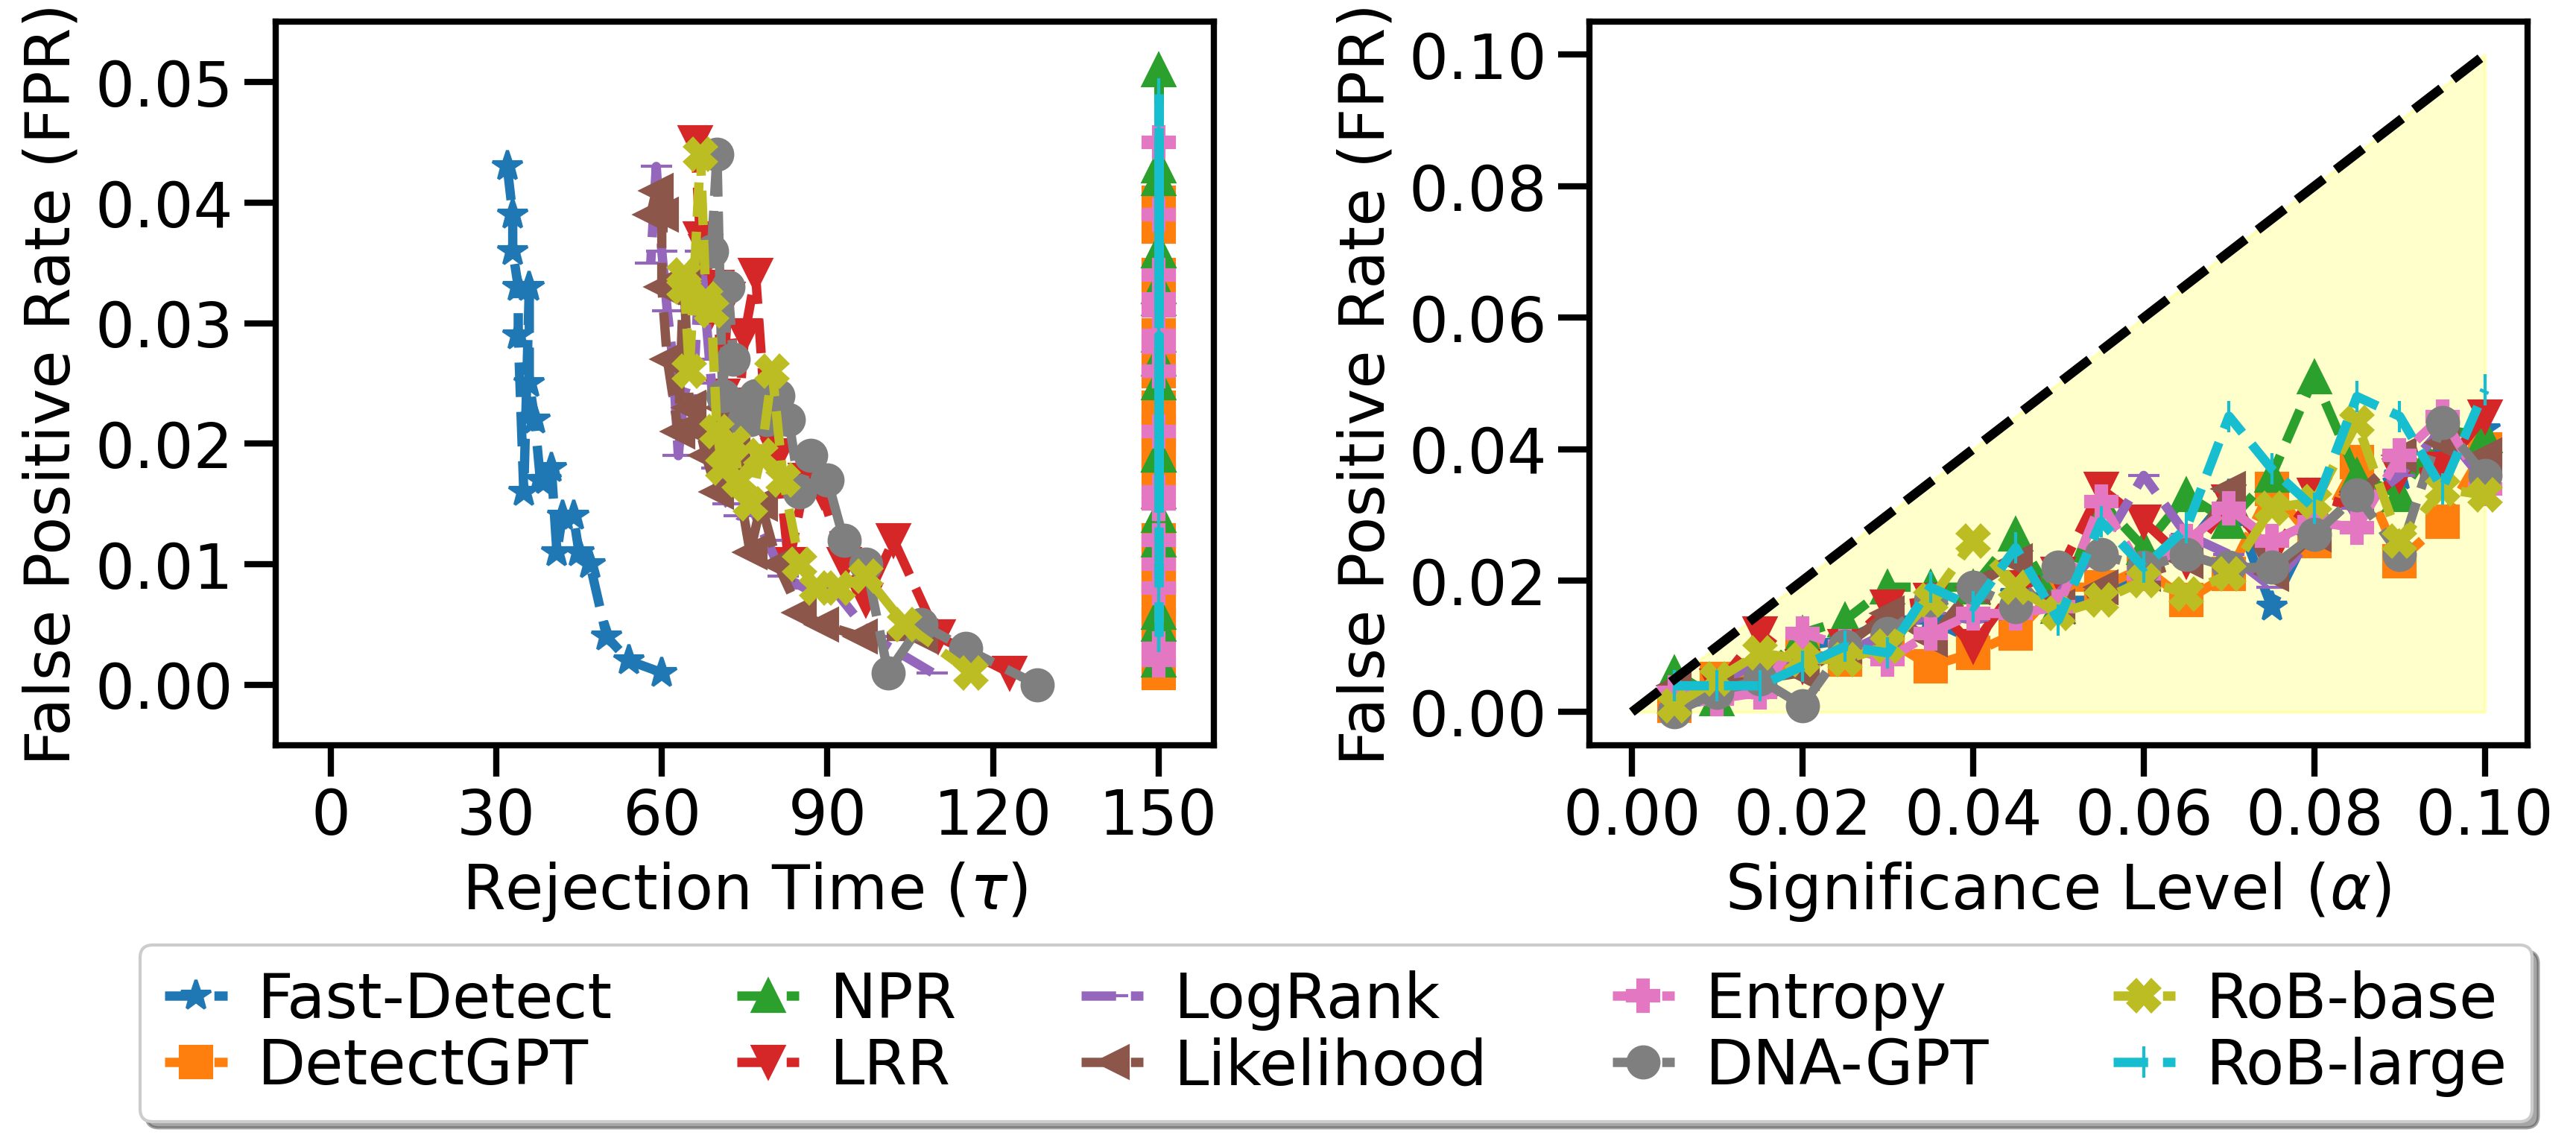 False Positive Rate (FPR)
0.05
0.04
0.03
0.02
0.01
0.00
0 30 60 90 120 150
Rejection Time (τ)
False Positive Rate (FPR)
0.10
0.08
0.06
0.04
0.02
0.00
0.00 0.02 0.04 0.06 0.08 0.10
Significance Level (α)
Fast-Detect NPR LogRank Entropy RoB-base
DetectGPT LRR Likelihood DNA-GPT RoB-large